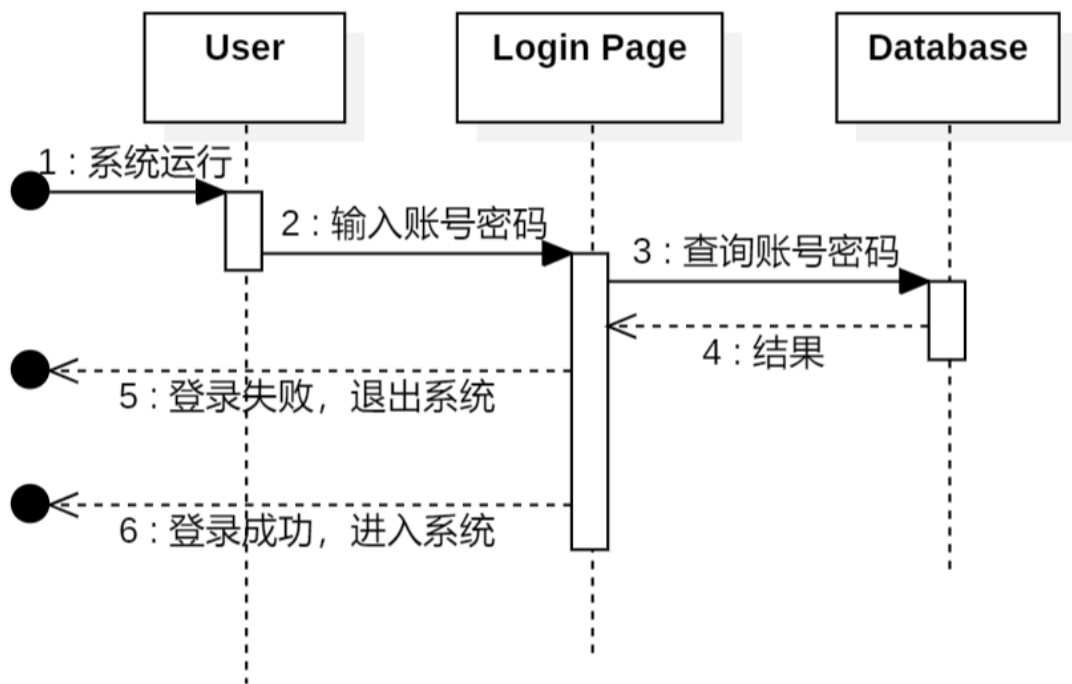 User
Login Page
Database
1 : 系统运行
2 : 输入账号密码
3 : 查询账号密码
4 : 结果
5 : 登录失败，退出系统
6 : 登录成功，进入系统